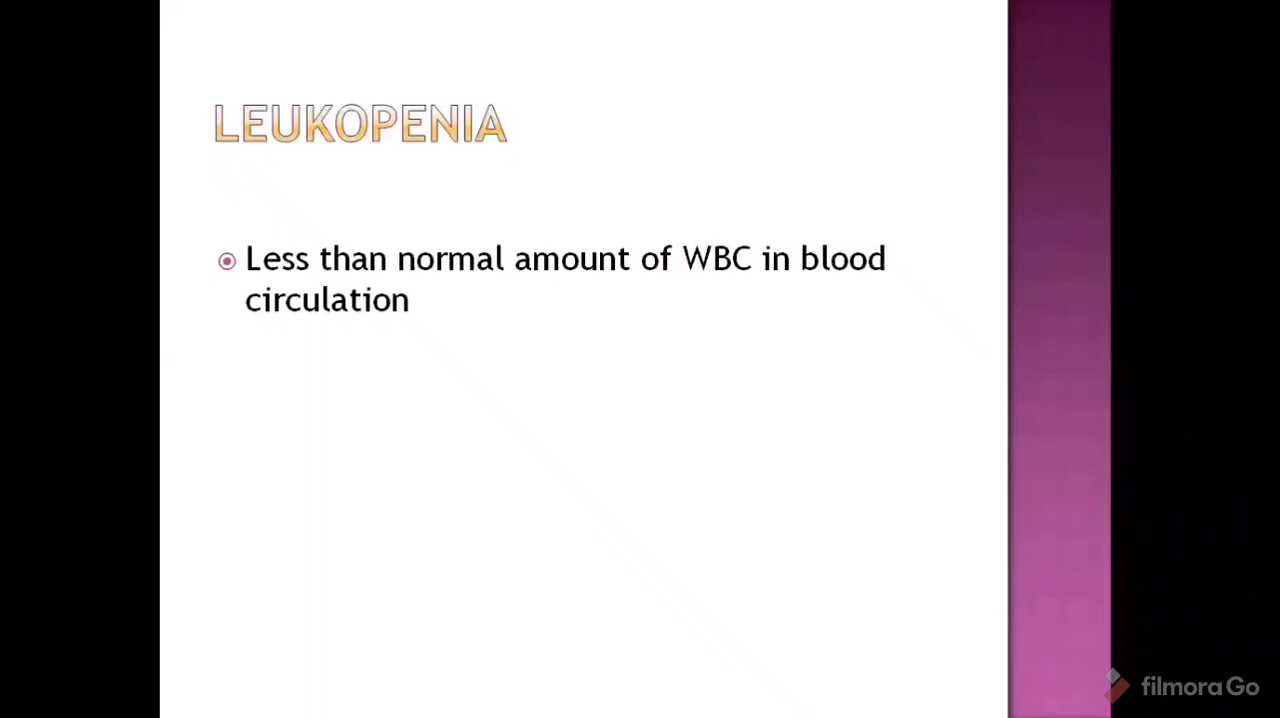 LEUKOPENIA
Less than normal amount of WBC in blood
circulation
filmora Go